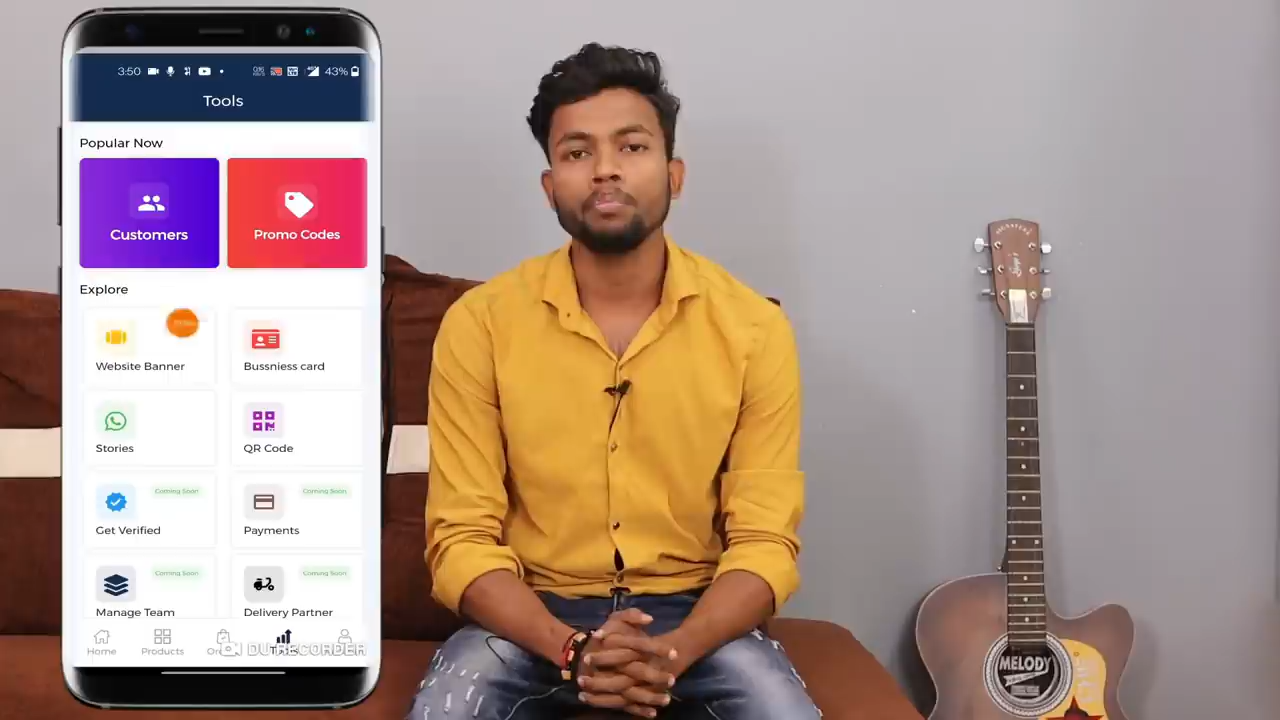 3:50
43%
Tools
Popular Now
Customers
Promo Codes
Explore
Website Banner
Bussniess card
Stories
QR Code
Coming Soon
Coming Soon
Get Verified
Payments
Coming Soon
Coming Soon
Manage Team
Delivery Partner
Home
Products
DU RECORDER
MELODY